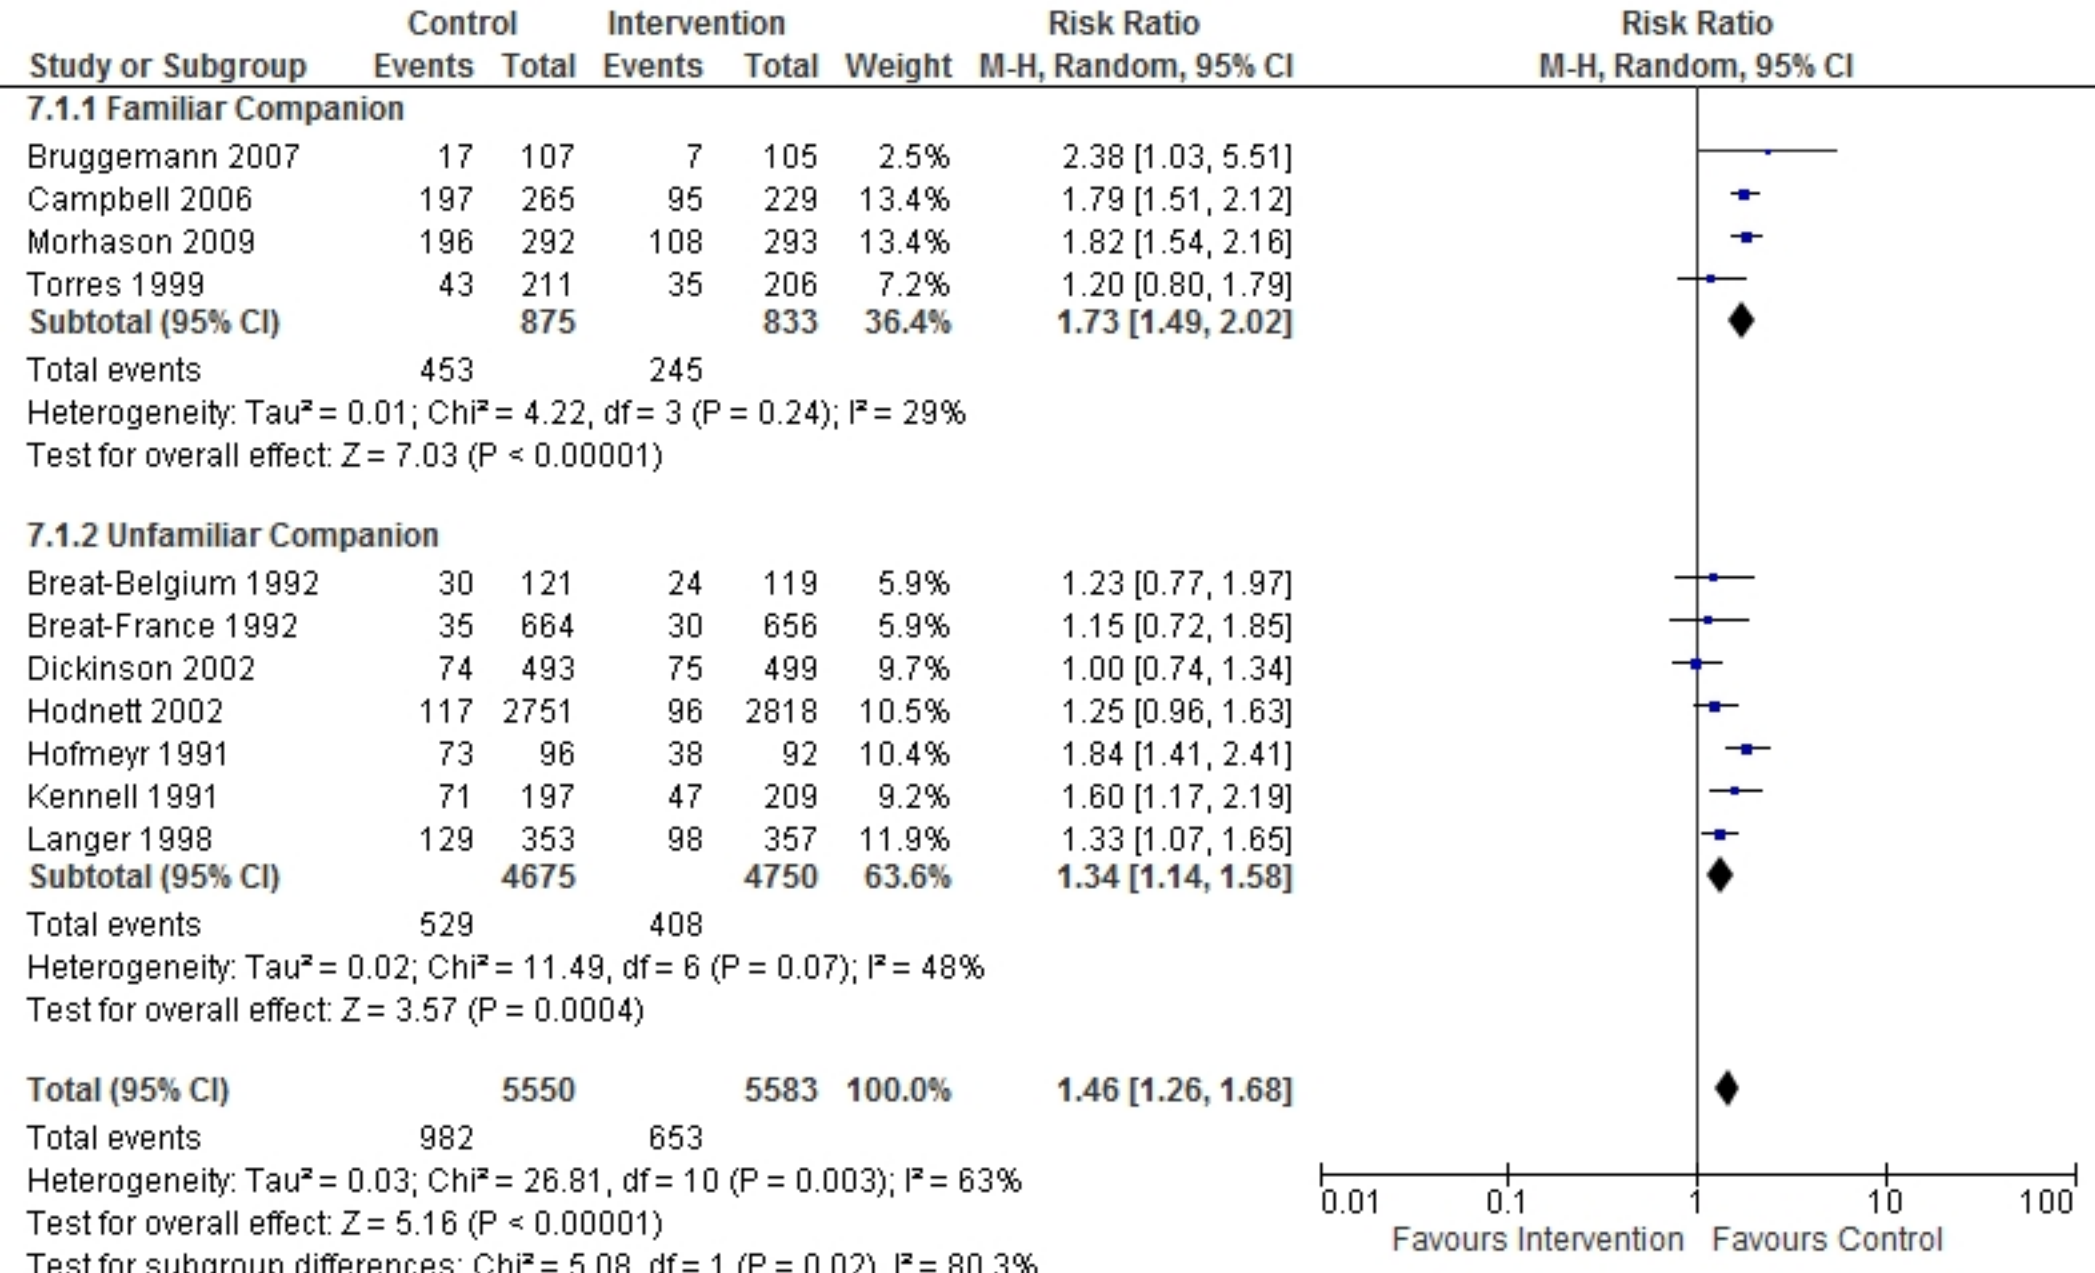 Control Intervention Risk Ratio Risk Ratio
Study or Subgroup Events Total Events Total Weight M-H, Random, 95% CI M-H, Random, 95% CI
7.1.1 Familiar Companion
Bruggemann 2007 17 107 7 105 2.5% 2.38 [1.03, 5.51]
Campbell 2006 197 265 95 229 13.4% 1.79 [1.51, 2.12]
Morhason 2009 196 292 108 293 13.4% 1.82 [1.54, 2.16]
Torres 1999 43 211 35 206 7.2% 1.20 [0.80, 1.79]
Subtotal (95% CI) 875 833 36.4% 1.73 [1.49, 2.02]
Total events 453 245
Heterogeneity: Tau² = 0.01; Chi² = 4.22, df = 3 (P = 0.24); I² = 29%
Test for overall effect: Z = 7.03 (P < 0.00001)
7.1.2 Unfamiliar Companion
Breat-Belgium 1992 30 121 24 119 5.9% 1.23 [0.77, 1.97]
Breat-France 1992 35 664 30 656 5.9% 1.15 [0.72, 1.85]
Dickinson 2002 74 493 75 499 9.7% 1.00 [0.74, 1.34]
Hodnett 2002 117 2751 96 2818 10.5% 1.25 [0.96, 1.63]
Hofmeyr 1991 73 96 38 92 10.4% 1.84 [1.41, 2.41]
Kennell 1991 71 197 47 209 9.2% 1.60 [1.17, 2.19]
Langer 1998 129 353 98 357 11.9% 1.33 [1.07, 1.65]
Subtotal (95% CI) 4675 4750 63.6% 1.34 [1.14, 1.58]
Total events 529 408
Heterogeneity: Tau² = 0.02; Chi² = 11.49, df = 6 (P = 0.07); I² = 48%
Test for overall effect: Z = 3.57 (P = 0.0004)
Total (95% CI) 5550 5583 100.0% 1.46 [1.26, 1.68]
Total events 982 653
Heterogeneity: Tau² = 0.03; Chi² = 26.81, df = 10 (P = 0.003); I² = 63%
Test for overall effect: Z = 5.16 (P < 0.00001)
Test for subgroup differences: Chi² = 5.08, df = 1 (P = 0.02), I² = 80.3%
0.01 0.1 1 10 100
Favours Intervention Favours Control